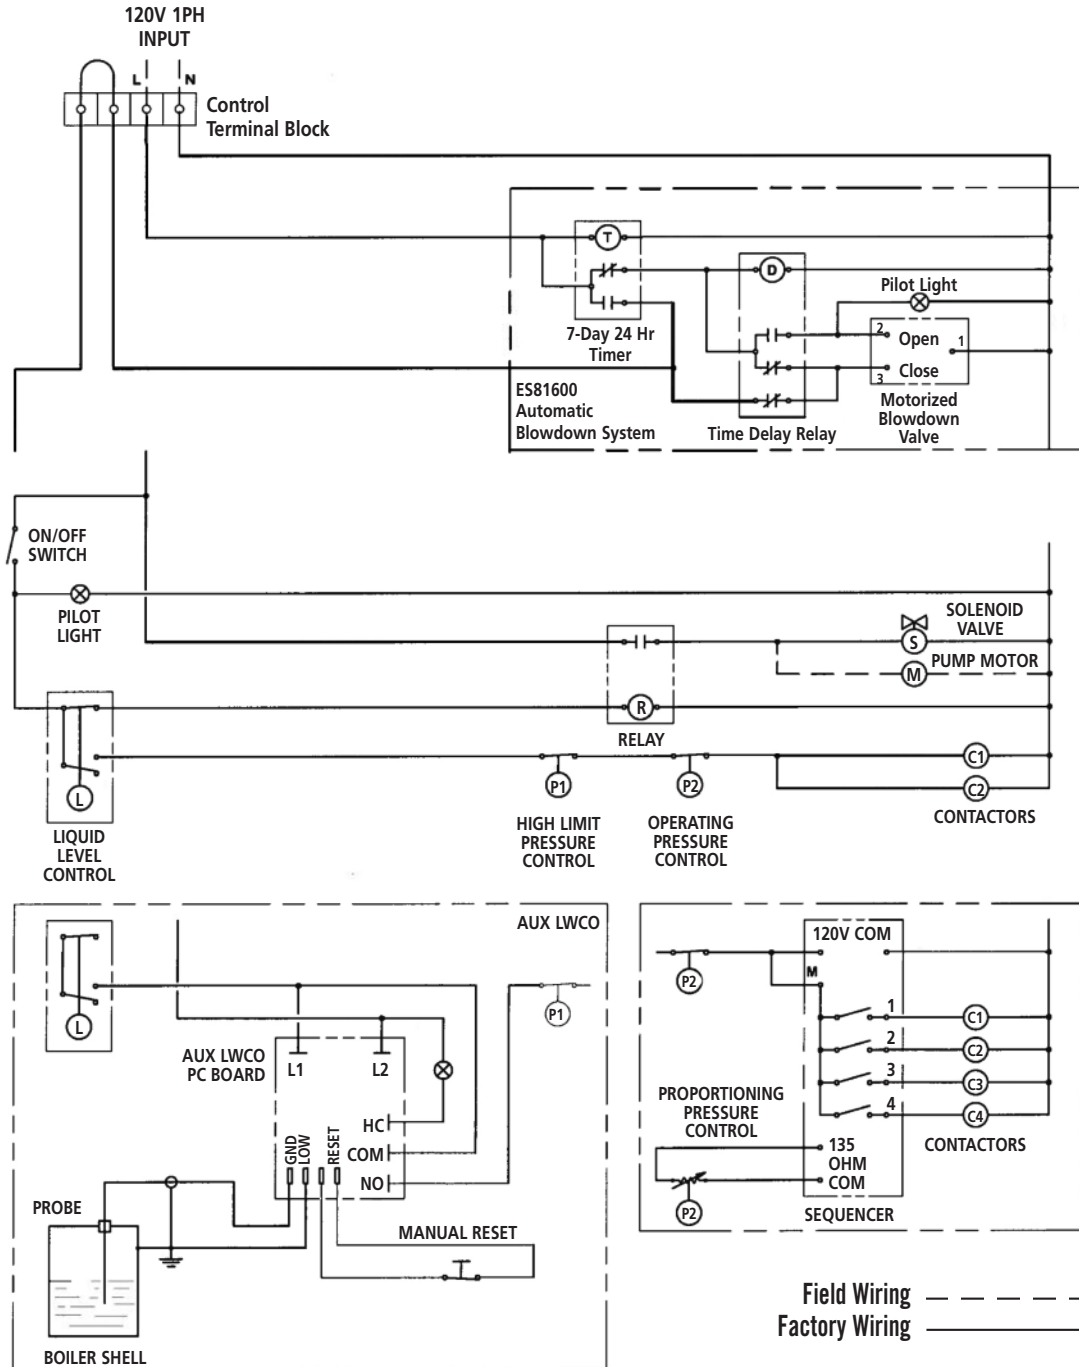 120V 1PH
INPUT
L
N
Control
Terminal Block
T
D
Pilot Light
2
Open
1
Close
3
7-Day 24 Hr
Timer
ES81600
Automatic
Blowdown System
Time Delay Relay
Motorized
Blowdown
Valve
ON/OFF
SWITCH
PILOT
LIGHT
SOLENOID
VALVE
S
PUMP MOTOR
M
R
RELAY
L
LIQUID
LEVEL
CONTROL
P1
HIGH LIMIT
PRESSURE
CONTROL
P2
OPERATING
PRESSURE
CONTROL
C1
C2
CONTACTORS
AUX LWCO
L
P1
AUX LWCO
PC BOARD
L1
L2
HC
COM
NO
GND
LOW
RESET
PROBE
MANUAL RESET
BOILER SHELL
120V COM
P2
M
1
C1
2
C2
3
C3
4
C4
CONTACTORS
PROPORTIONING
PRESSURE
CONTROL
135
OHM
COM
P2
SEQUENCER
Field Wiring
Factory Wiring